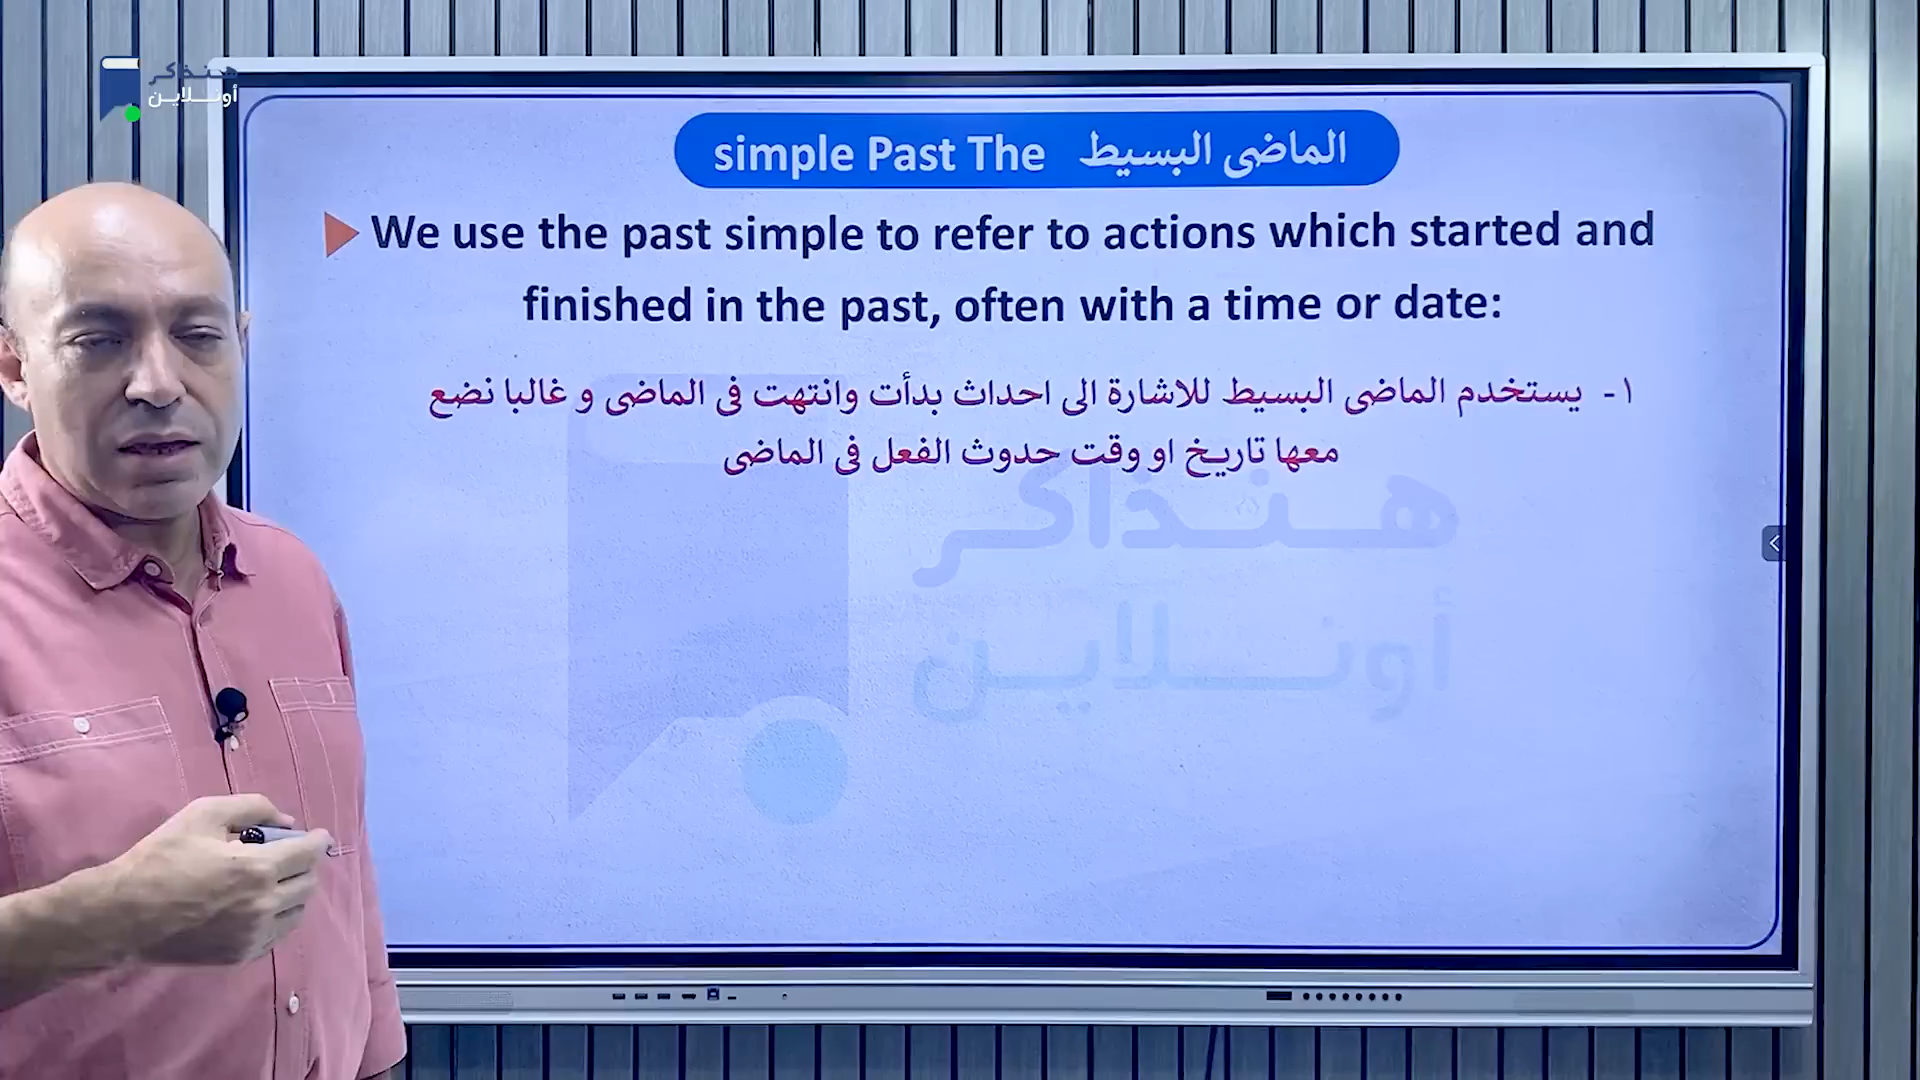 هنذاكر
أونلاين
simple Past The الماضى البسيط
We use the past simple to refer to actions which started and
finished in the past, often with a time or date:
١- يستخدم الماضى البسيط للاشارة الى احداث بدأت وانتهت فى الماضى و غالبا نضع
معها تاريخ او وقت حدوث الفعل فى الماضى
هنذاكر
أونلاين